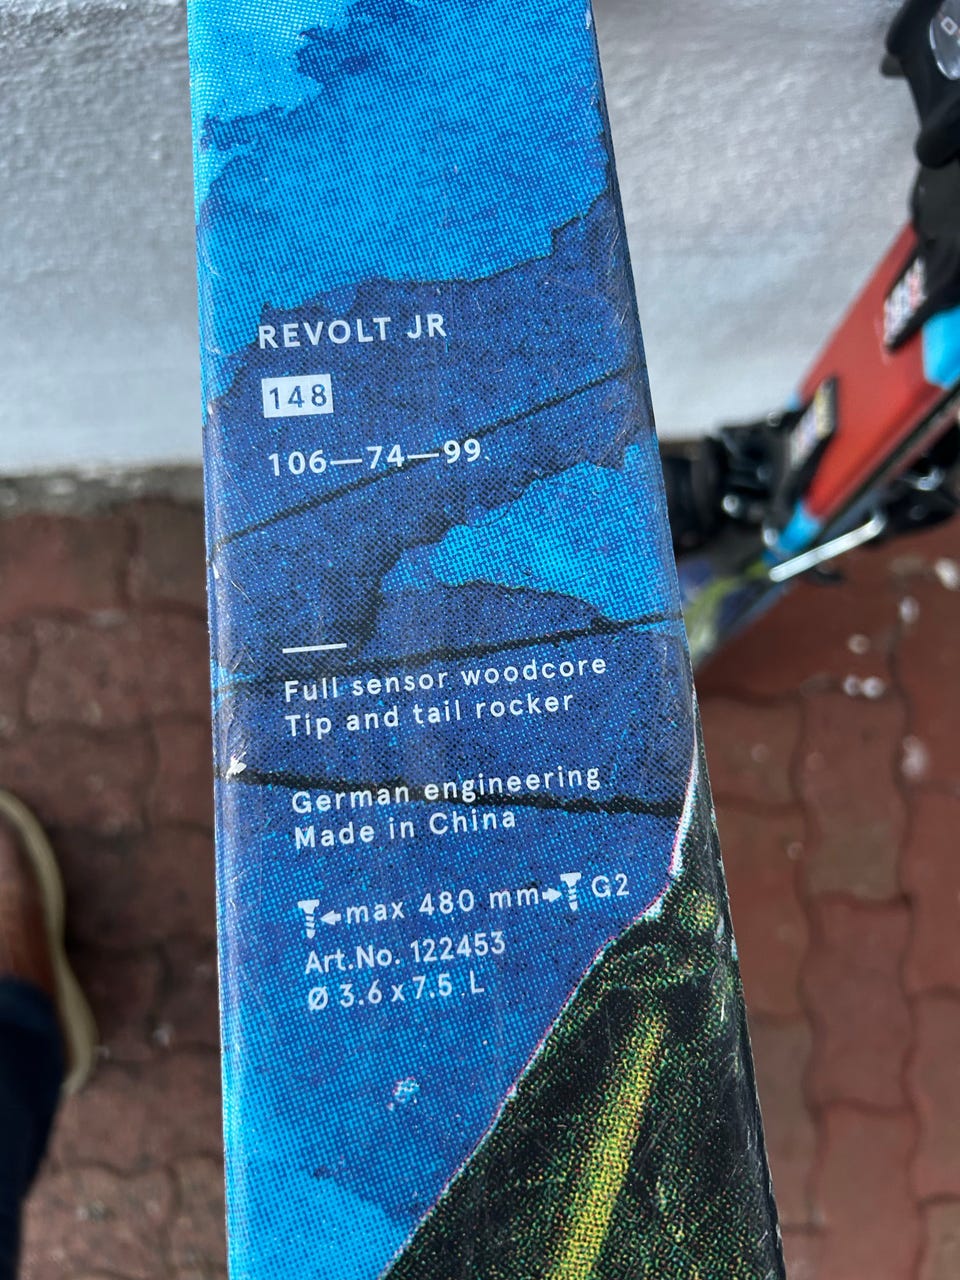 REVOLT JR
148
106—74—99
Full sensor woodcore
Tip and tail rocker
German engineering
Made in China
←max 480 mm→ G2
Art.No. 122453
Ø 3.6 x 7.5 L